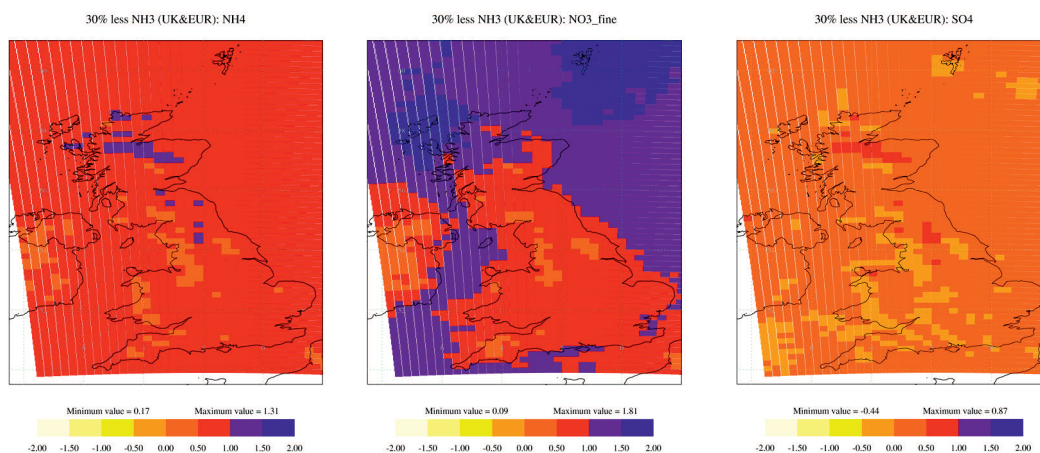 30% less NH3 (UK&EUR): NH4
30% less NH3 (UK&EUR): NO3_fine
30% less NH3 (UK&EUR): SO4
Minimum value = 0.17 Maximum value = 1.31
-2.00 -1.50 -1.00 -0.50 0.00 0.50 1.00 1.50 2.00
Minimum value = 0.09 Maximum value = 1.81
-2.00 -1.50 -1.00 -0.50 0.00 0.50 1.00 1.50 2.00
Minimum value = -0.44 Maximum value = 0.87
-2.00 -1.50 -1.00 -0.50 0.00 0.50 1.00 1.50 2.00